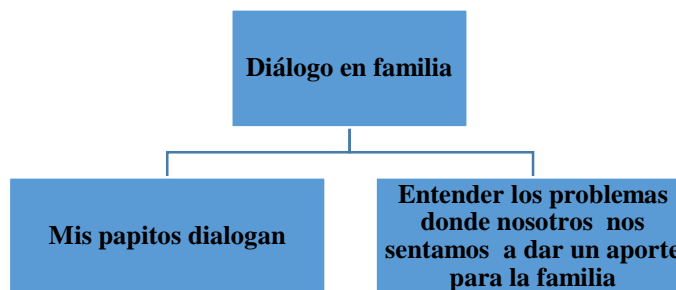 Diálogo en familia
Mis papitos dialogan
Entender los problemas
donde nosotros nos
sentamos a dar un aporte
para la familia